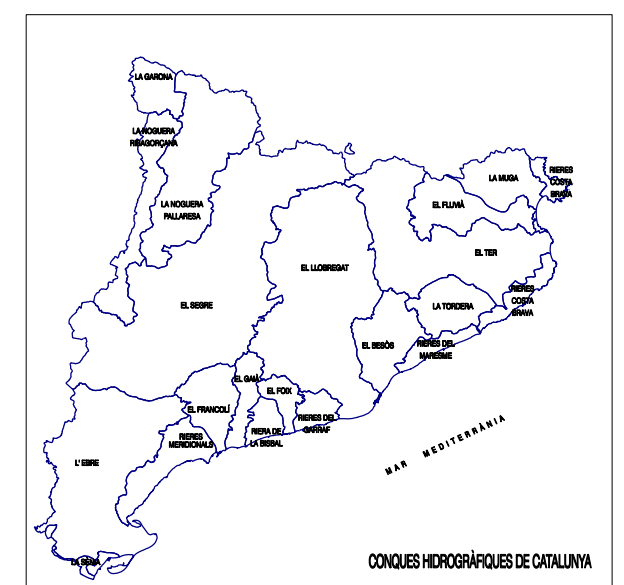 LA GARONA
LA NOGUERA
RIBAGORÇANA
LA NOGUERA
PALLARESA
LA MUGA
RIERES
COSTA
BRAVA
EL FLUVIÀ
EL TER
EL LLOBREGAT
EL SEGRE
LA TORDERA
RIERES
COSTA
BRAVA
EL BESÒS
RIERES DEL
MARESME
EL GAIÀ
EL FOIX
EL FRANCOLÍ
RIERES DEL
GARRAF
RIERA DE
LA BISBAL
RIERES
MERIDIONALS
L' EBRE
MAR MEDITERRÀNIA
LA SENIA
CONQUES HIDROGRÀFIQUES DE CATALUNYA